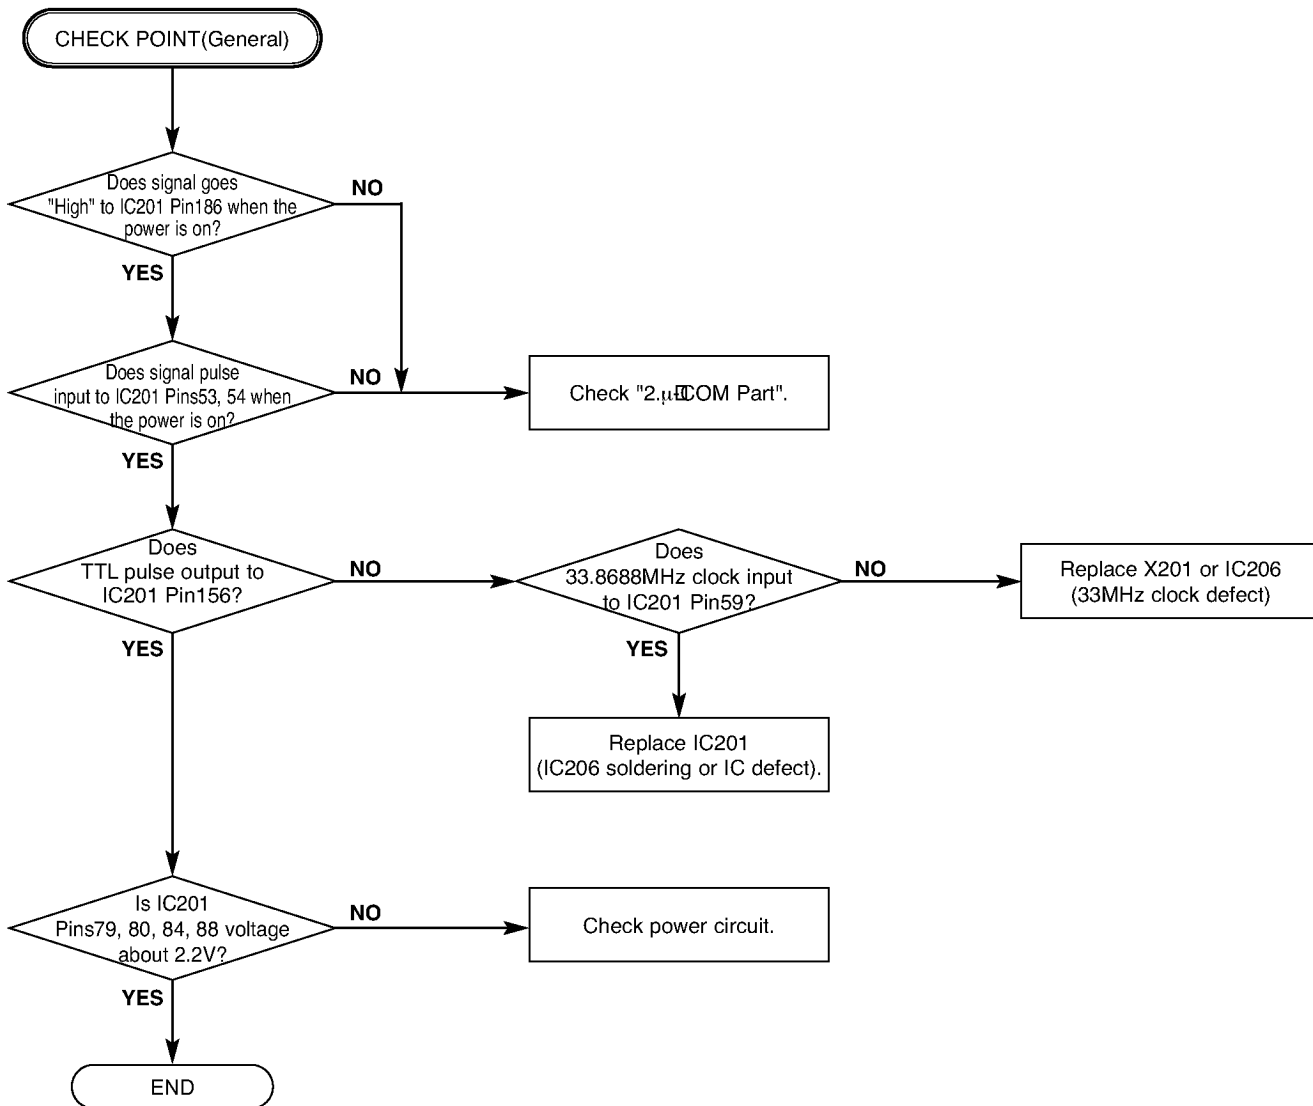 CHECK POINT(General)
Does signal goes
"High" to IC201 Pin186 when the
power is on?
NO
YES
Does signal pulse
input to IC201 Pins53, 54 when
the power is on?
NO
Check "2.μ-COM Part".
YES
Does
TTL pulse output to
IC201 Pin156?
NO
Does
33.8688MHz clock input
to IC201 Pin59?
NO
Replace X201 or IC206
(33MHz clock defect)
YES
YES
Replace IC201
(IC206 soldering or IC defect).
Is IC201
Pins79, 80, 84, 88 voltage
about 2.2V?
NO
Check power circuit.
YES
END